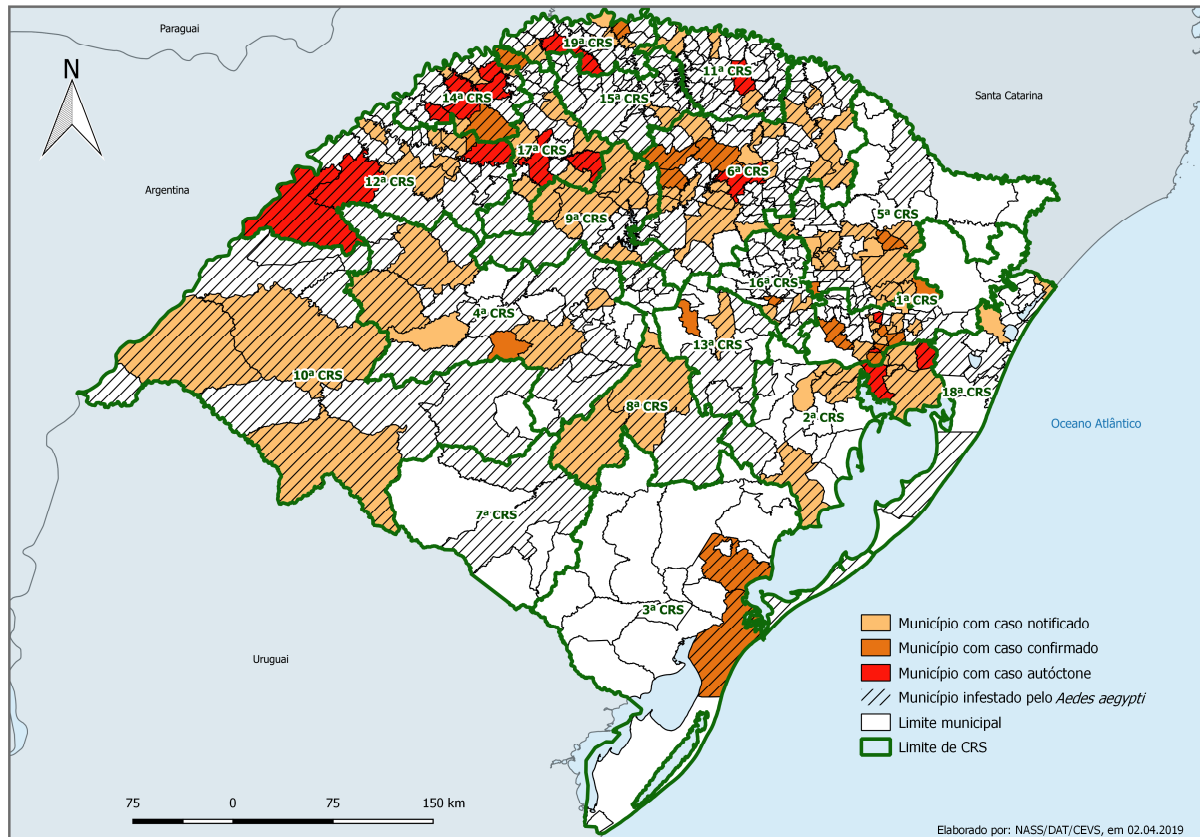 Paraguai
Santa Catarina
Argentina
Uruguai
Oceano Atlântico
N
19ª CRS
11ª CRS
14ª CRS
15ª CRS
17ª CRS
6ª CRS
12ª CRS
9ª CRS
5ª CRS
16ª CRS
1ª CRS
4ª CRS
13ª CRS
10ª CRS
18ª CRS
8ª CRS
2ª CRS
7ª CRS
3ª CRS
Município com caso notificado
Município com caso confirmado
Município com caso autóctone
Município infestado pelo Aedes aegypti
Limite municipal
Limite de CRS
75 0 75 150 km
Elaborado por: NASS/DAT/CEVS, em 02.04.2019